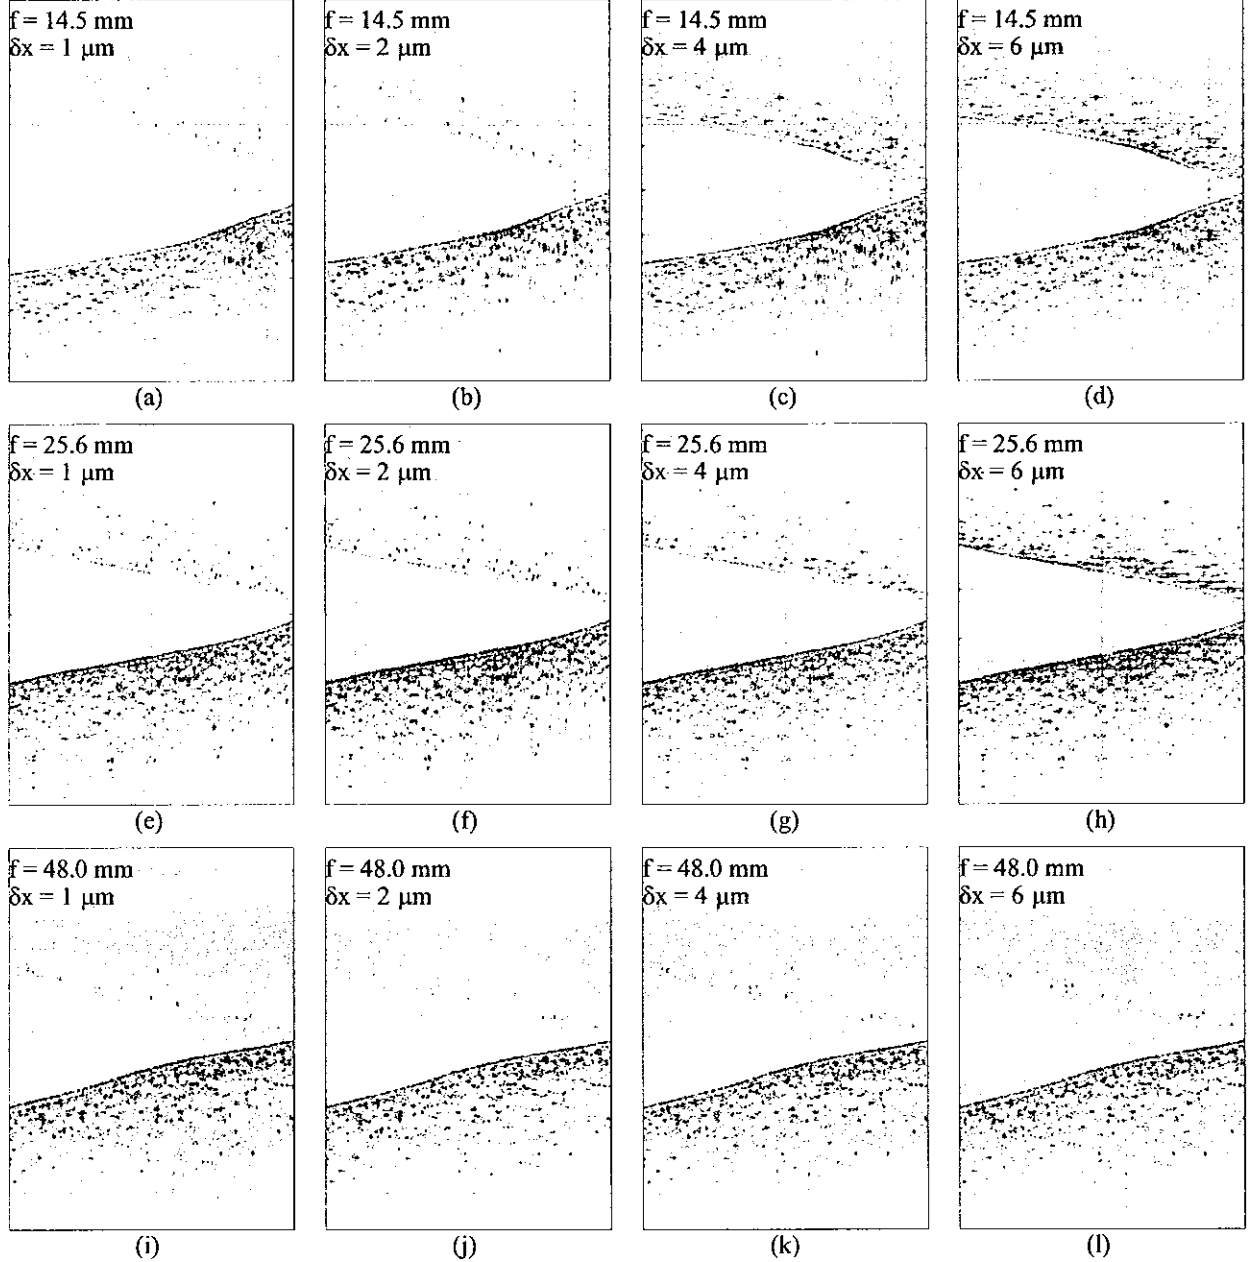 f = 14.5 mm
δx = 1 μm
f = 14.5 mm
δx = 2 μm
f = 14.5 mm
δx = 4 μm
f = 14.5 mm
δx = 6 μm
(a)
(b)
(c)
(d)
f = 25.6 mm
δx = 1 μm
f = 25.6 mm
δx = 2 μm
f = 25.6 mm
δx = 4 μm
f = 25.6 mm
δx = 6 μm
(e)
(f)
(g)
(h)
f = 48.0 mm
δx = 1 μm
f = 48.0 mm
δx = 2 μm
f = 48.0 mm
δx = 4 μm
f = 48.0 mm
δx = 6 μm
(i)
(j)
(k)
(l)